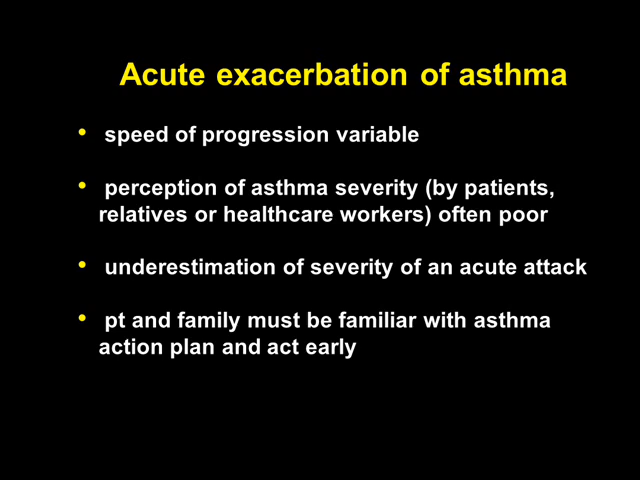 Acute exacerbation of asthma
• speed of progression variable
• perception of asthma severity (by patients,
relatives or healthcare workers) often poor
• underestimation of severity of an acute attack
• pt and family must be familiar with asthma
action plan and act early